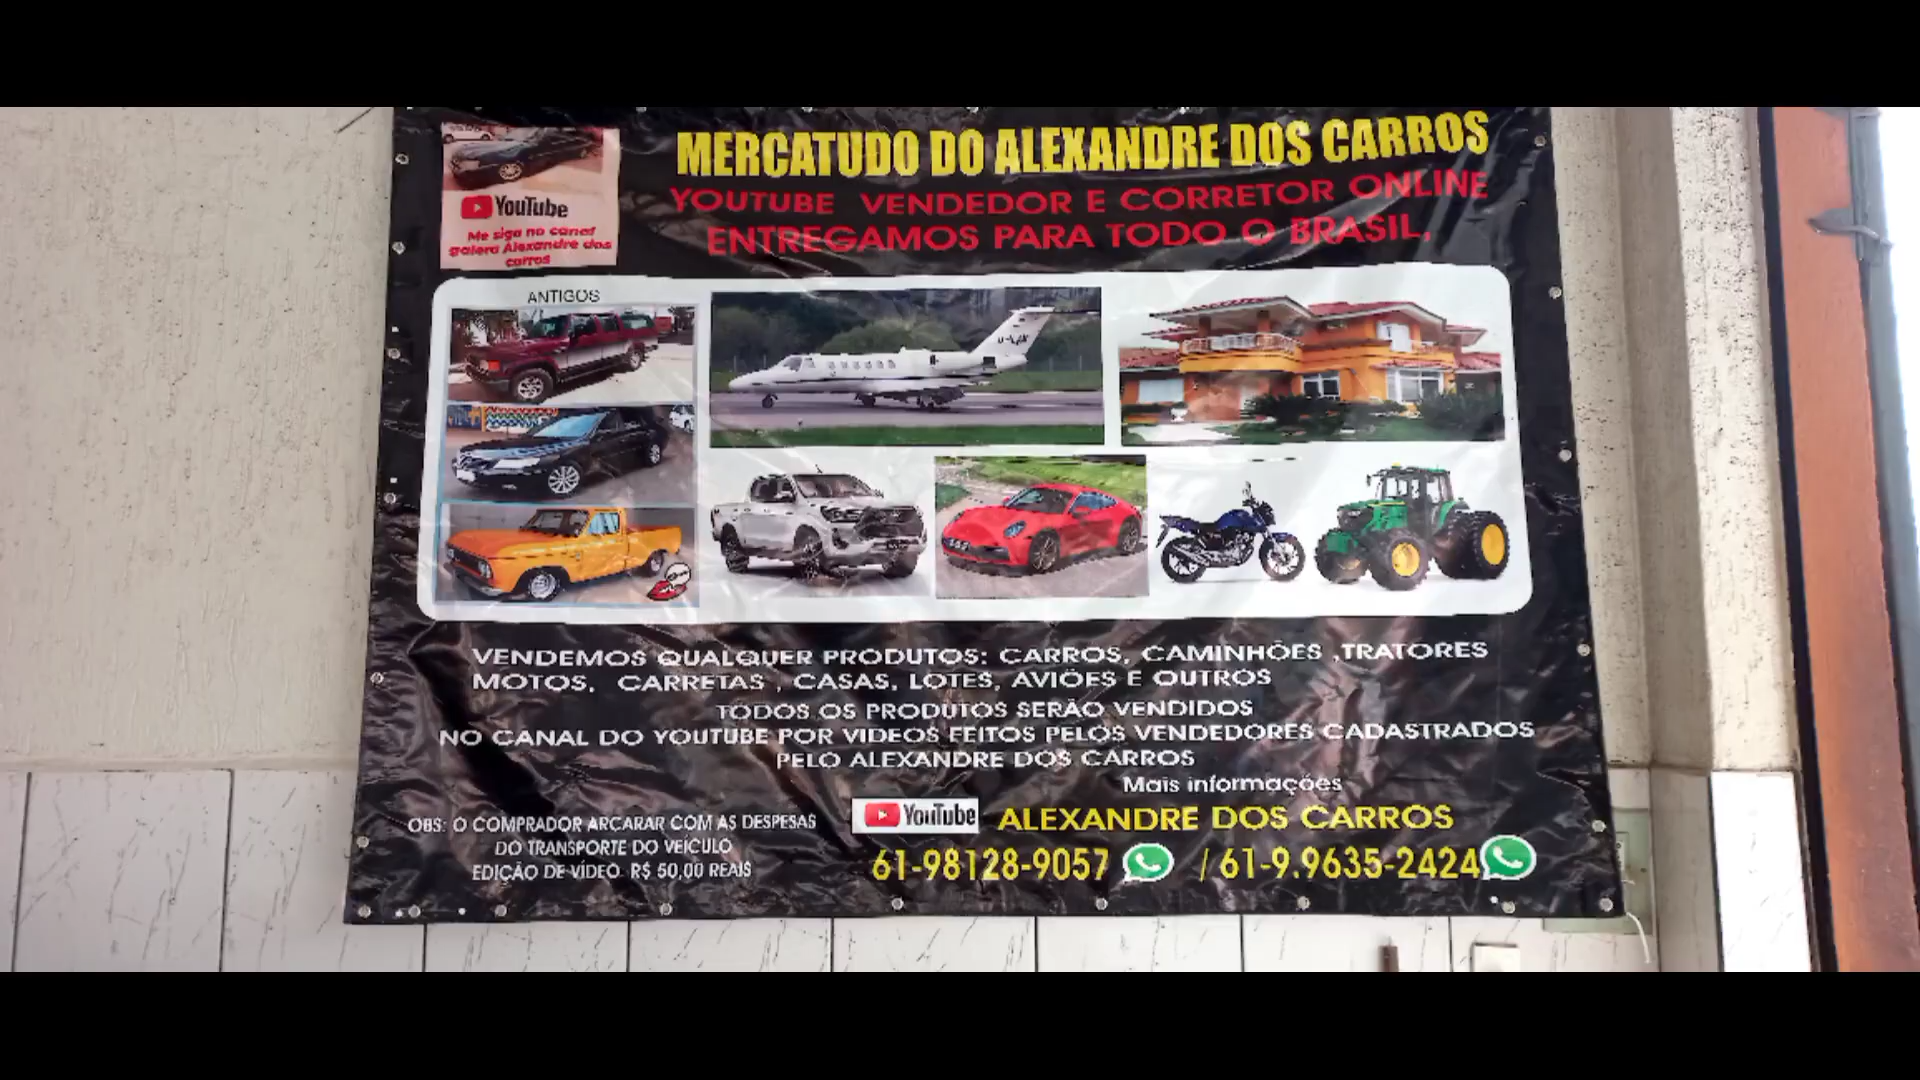 MERCATUDO DO ALEXANDRE DOS CARROS
YOUTUBE VENDEDOR E CORRETOR ONLINE
ENTREGAMOS PARA TODO O BRASIL,
YouTube
Me siga no canal
galera Alexandre dos
carros
ANTIGOS
VENDEMOS QUALQUER PRODUTOS: CARROS, CAMINHÕES ,TRATORES
MOTOS, CARRETAS , CASAS, LOTES, AVIÕES E OUTROS
TODOS OS PRODUTOS SERÃO VENDIDOS
NO CANAL DO YOUTUBE POR VIDEOS FEITOS PELOS VENDEDORES CADASTRADOS
PELO ALEXANDRE DOS CARROS
Mais informações
YouTube ALEXANDRE DOS CARROS
61-98128-9057 / 61-9.9635-2424
OBS: O COMPRADOR ARCARAR COM AS DESPESAS
DO TRANSPORTE DO VEÍCULO
EDIÇÃO DE VÍDEO R$ 50,00 REAIS